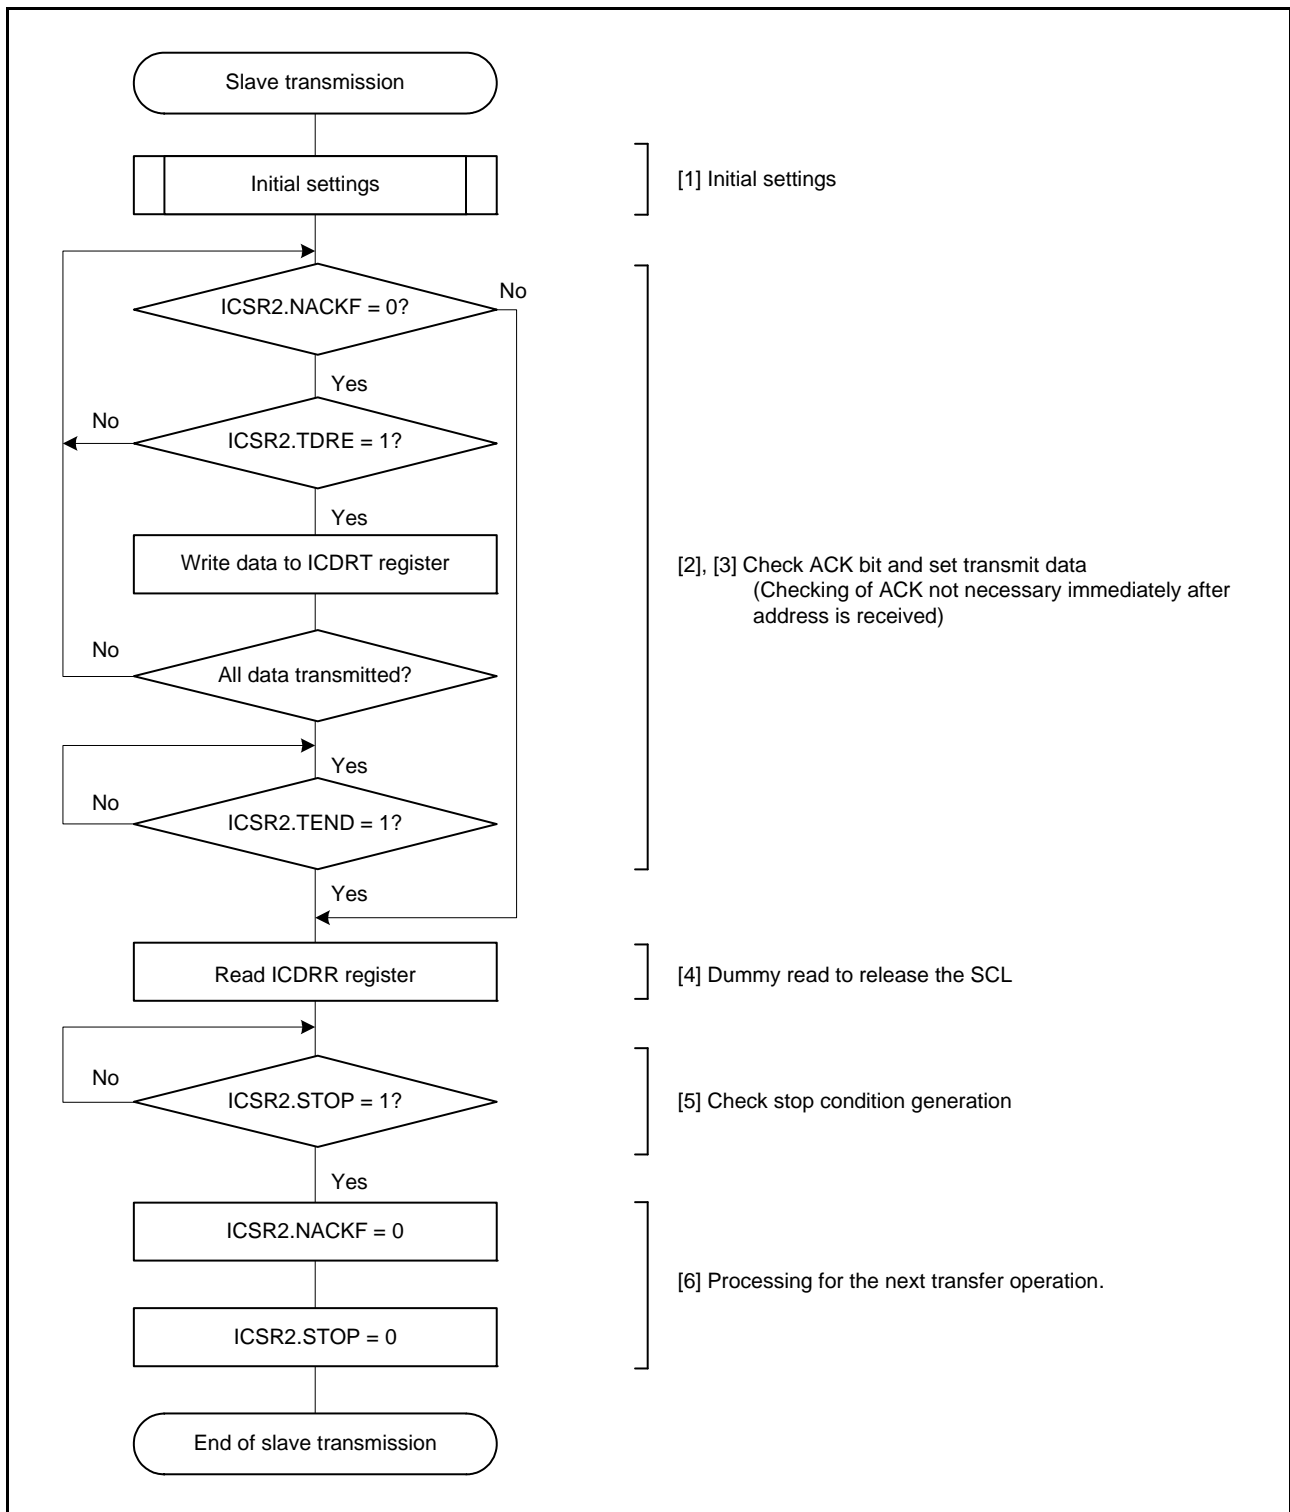 Slave transmission
Initial settings
[1] Initial settings
ICSR2.NACKF = 0?
No
Yes
No
ICSR2.TDRE = 1?
Yes
Write data to ICDRT register
[2], [3] Check ACK bit and set transmit data
(Checking of ACK not necessary immediately after
address is received)
No
All data transmitted?
Yes
No
ICSR2.TEND = 1?
Yes
Read ICDRR register
[4] Dummy read to release the SCL
No
ICSR2.STOP = 1?
[5] Check stop condition generation
Yes
ICSR2.NACKF = 0
[6] Processing for the next transfer operation.
ICSR2.STOP = 0
End of slave transmission